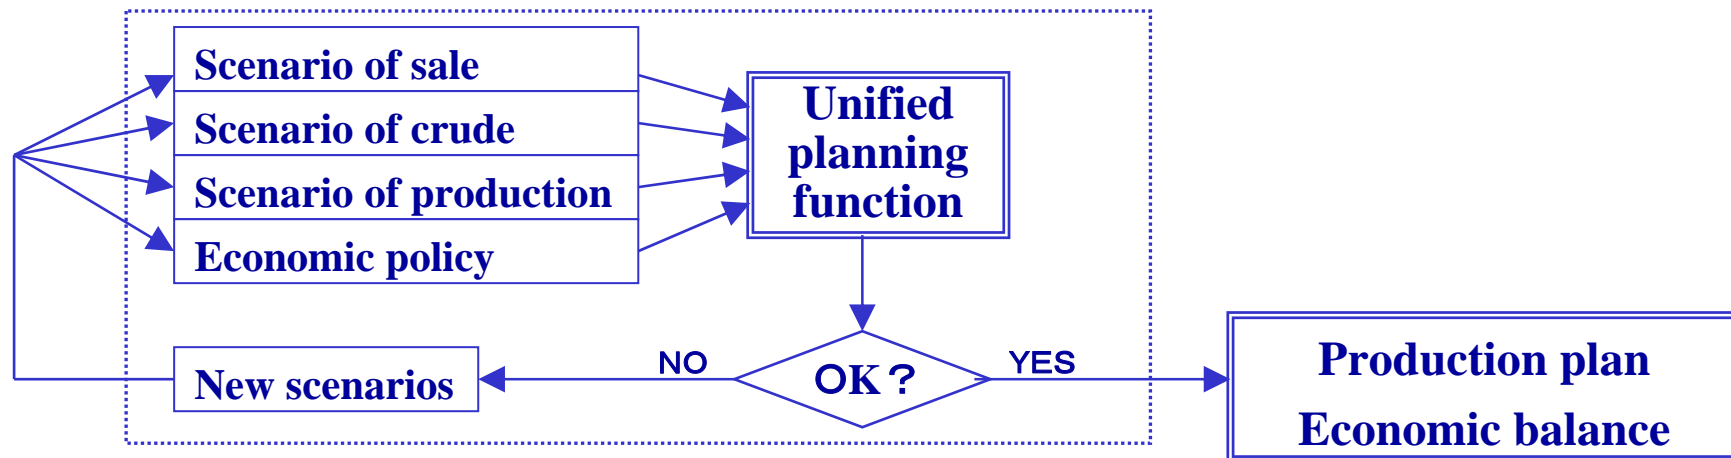 Scenario of sale
Scenario of crude
Scenario of production
Economic policy
Unified
planning
function
New scenarios
NO
OK？
YES
Production plan
Economic balance